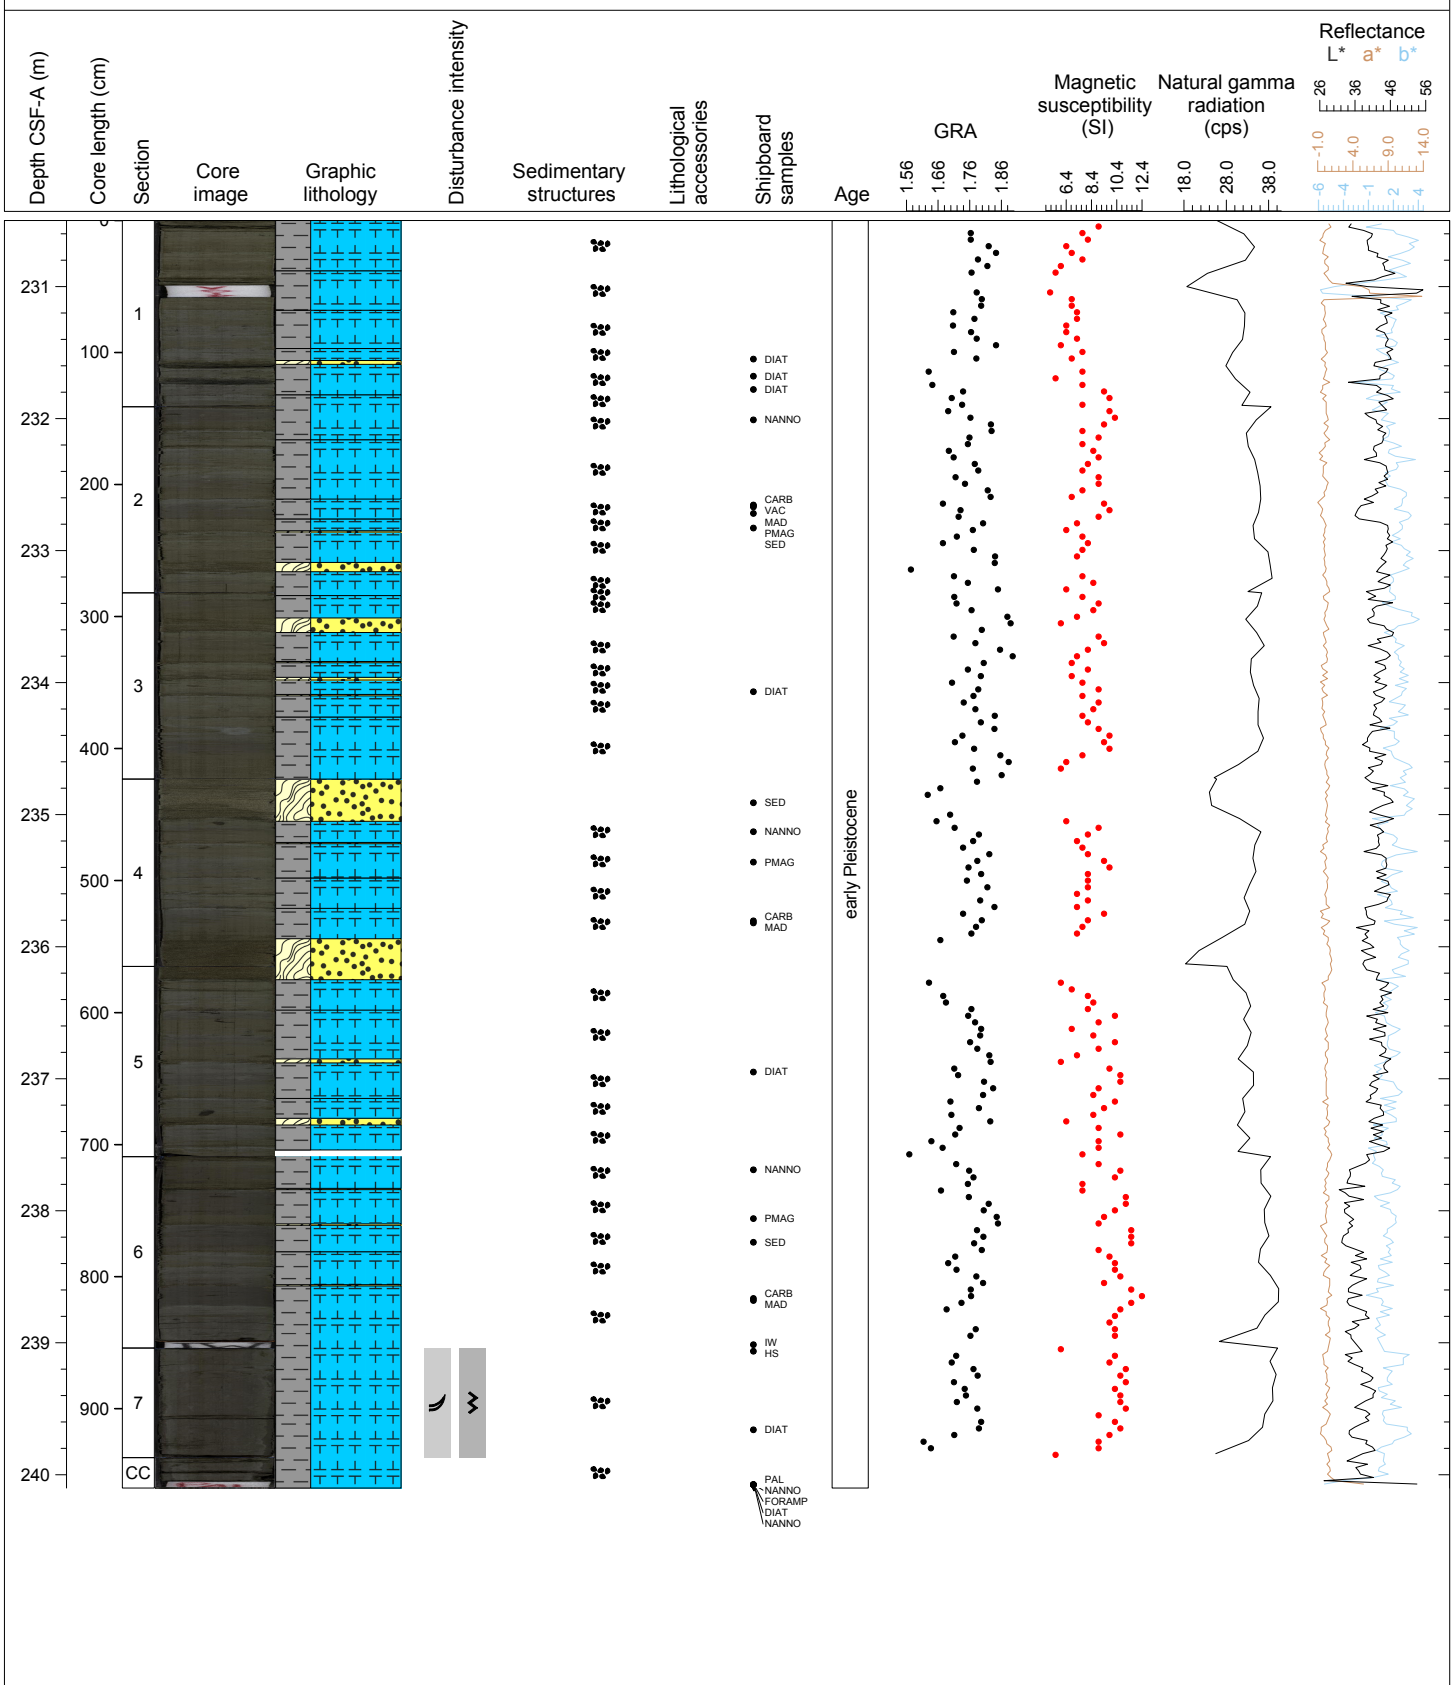 Depth CSF-A (m)
Core length (cm)
Section
Core
image
Graphic
lithology
Disturbance intensity
Sedimentary
structures
Lithological
accessories
Shipboard
samples
Age
GRA
1.56 1.66 1.76 1.86
Magnetic
susceptibility
(SI)
6.4 8.4 10.4 12.4
Natural gamma
radiation
(cps)
18.0 28.0 38.0
Reflectance
L* a* b*
26 36 46 56
-1.0 4.0 9.0 14.0
-6 -4 -1 2 4
231
232
233
234
235
236
237
238
239
240
0
100
200
300
400
500
600
700
800
900
1
2
3
4
5
6
7
CC
DIAT
DIAT
DIAT
NANNO
CARB
VAC
MAD
PMAG
SED
DIAT
SED
NANNO
PMAG
CARB
MAD
DIAT
NANNO
PMAG
SED
CARB
MAD
IW
HS
DIAT
PAL
NANNO
FORAMP
DIAT
NANNO
early Pleistocene